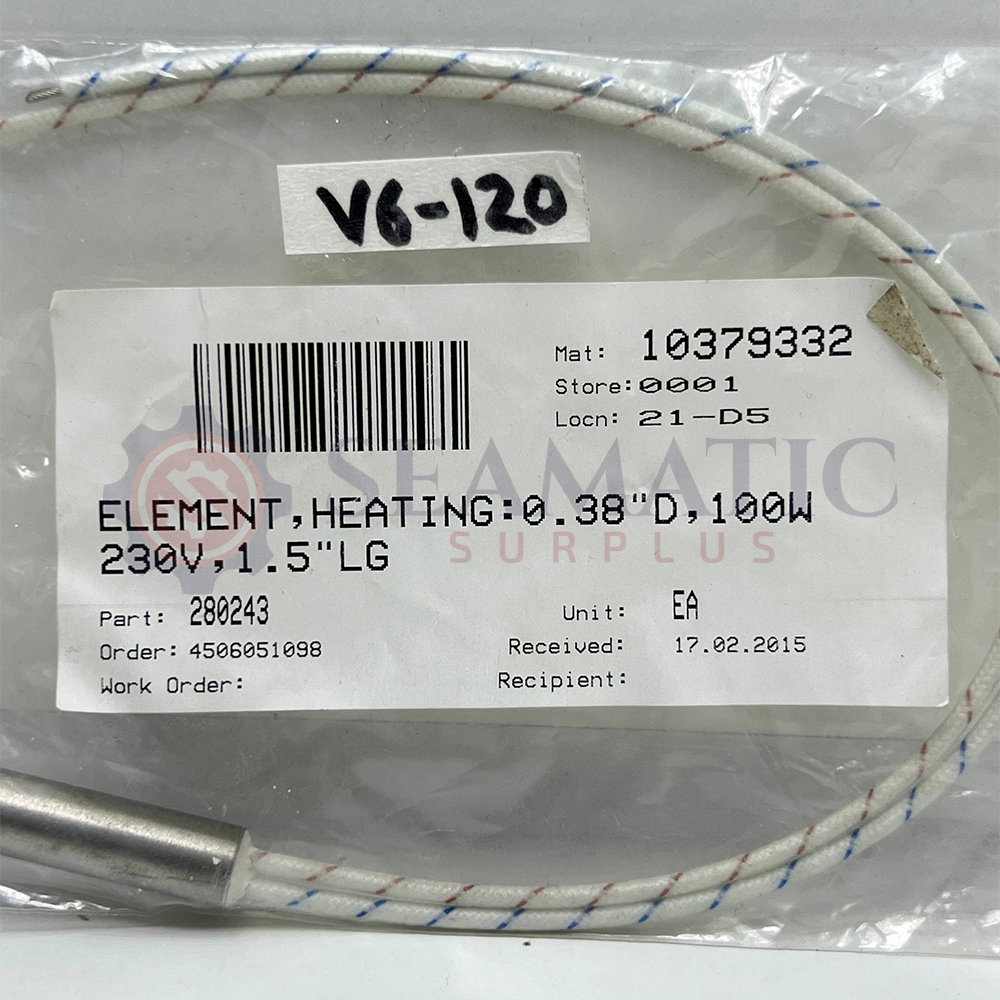 V6-120
Mat: 10379332
Store:0001
Locn: 21-D5
SEAMATIC
SURPLUS
ELEMENT,HEATING:0.38"D,100W
230V,1.5"LG
Part: 280243
Unit: EA
Order: 4506051098
Received: 17.02.2015
Work Order:
Recipient: